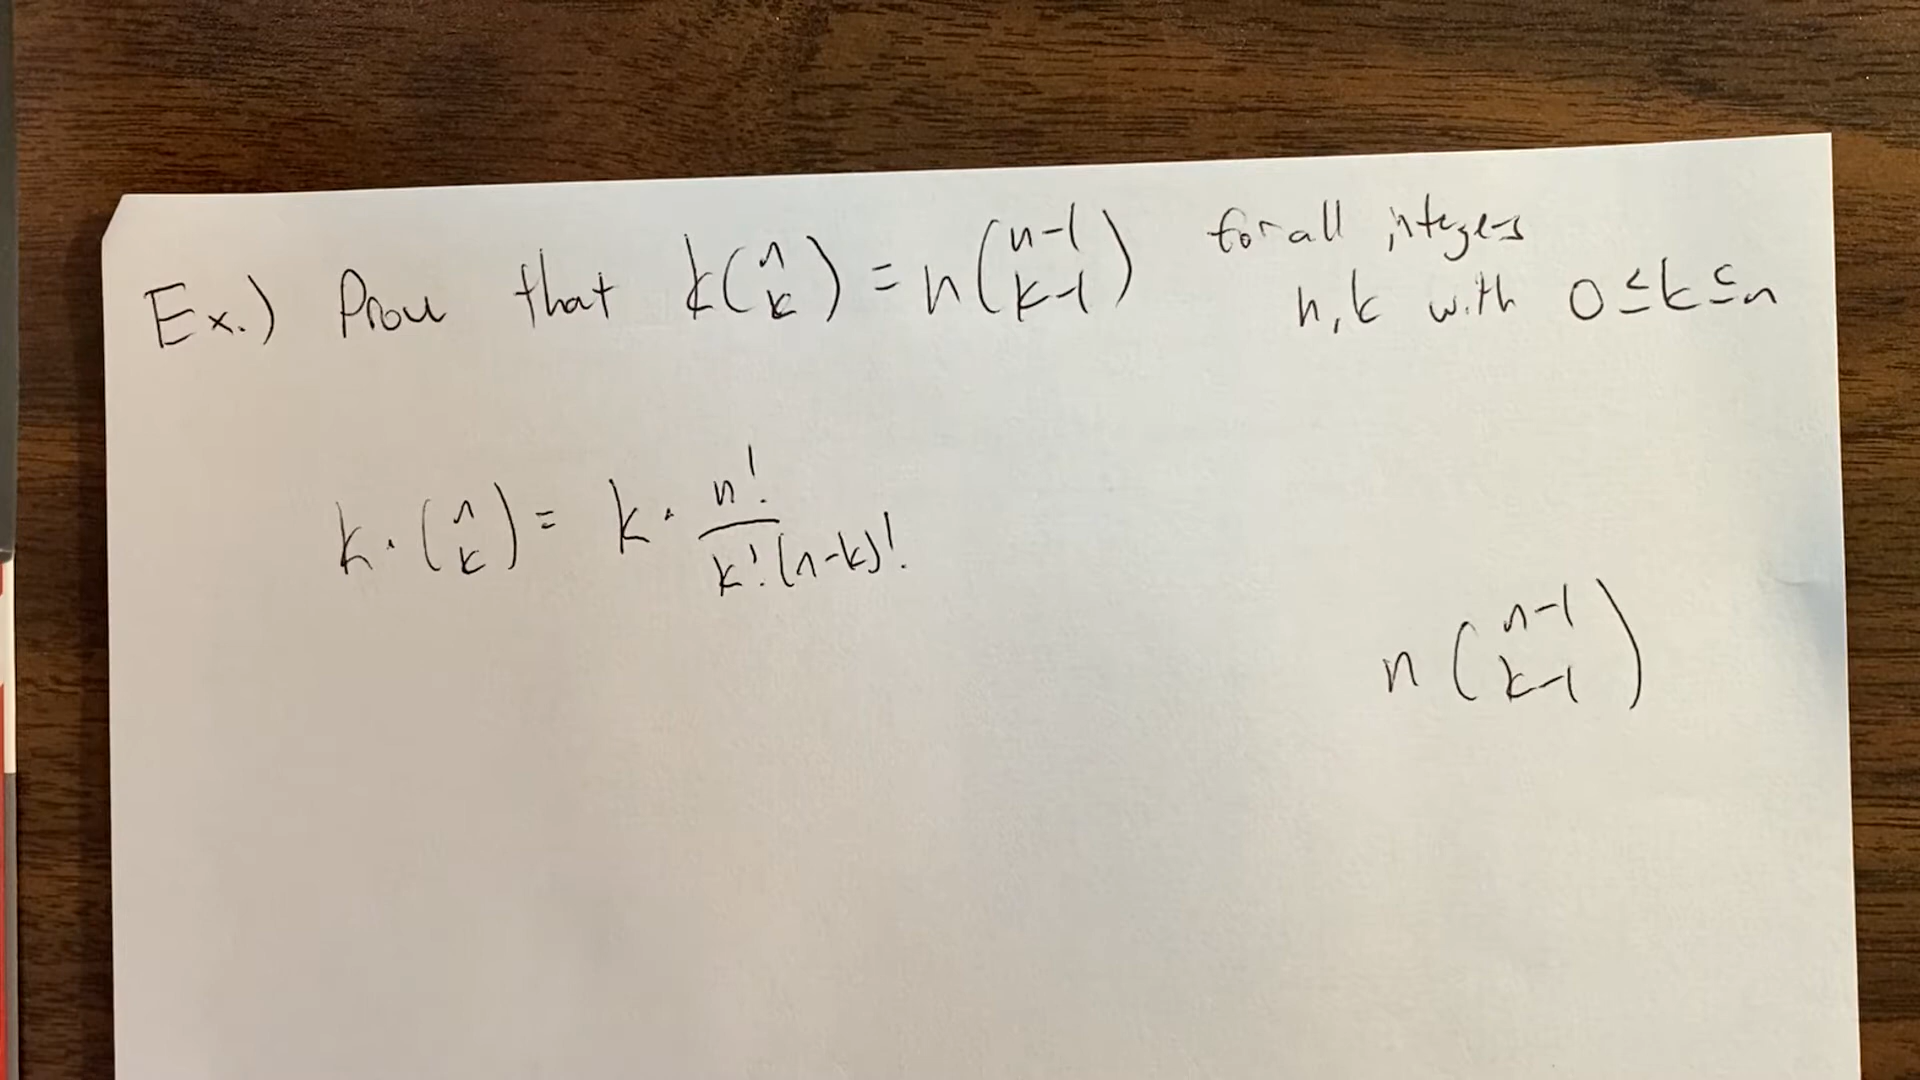 Ex.) Prove that k(n k) = n(n-1 k-1) for all integers
n, k with 0 ≤ k ≤ n
k · (n k) = k · n! / k!(n-k)!
n(n-1 k-1)